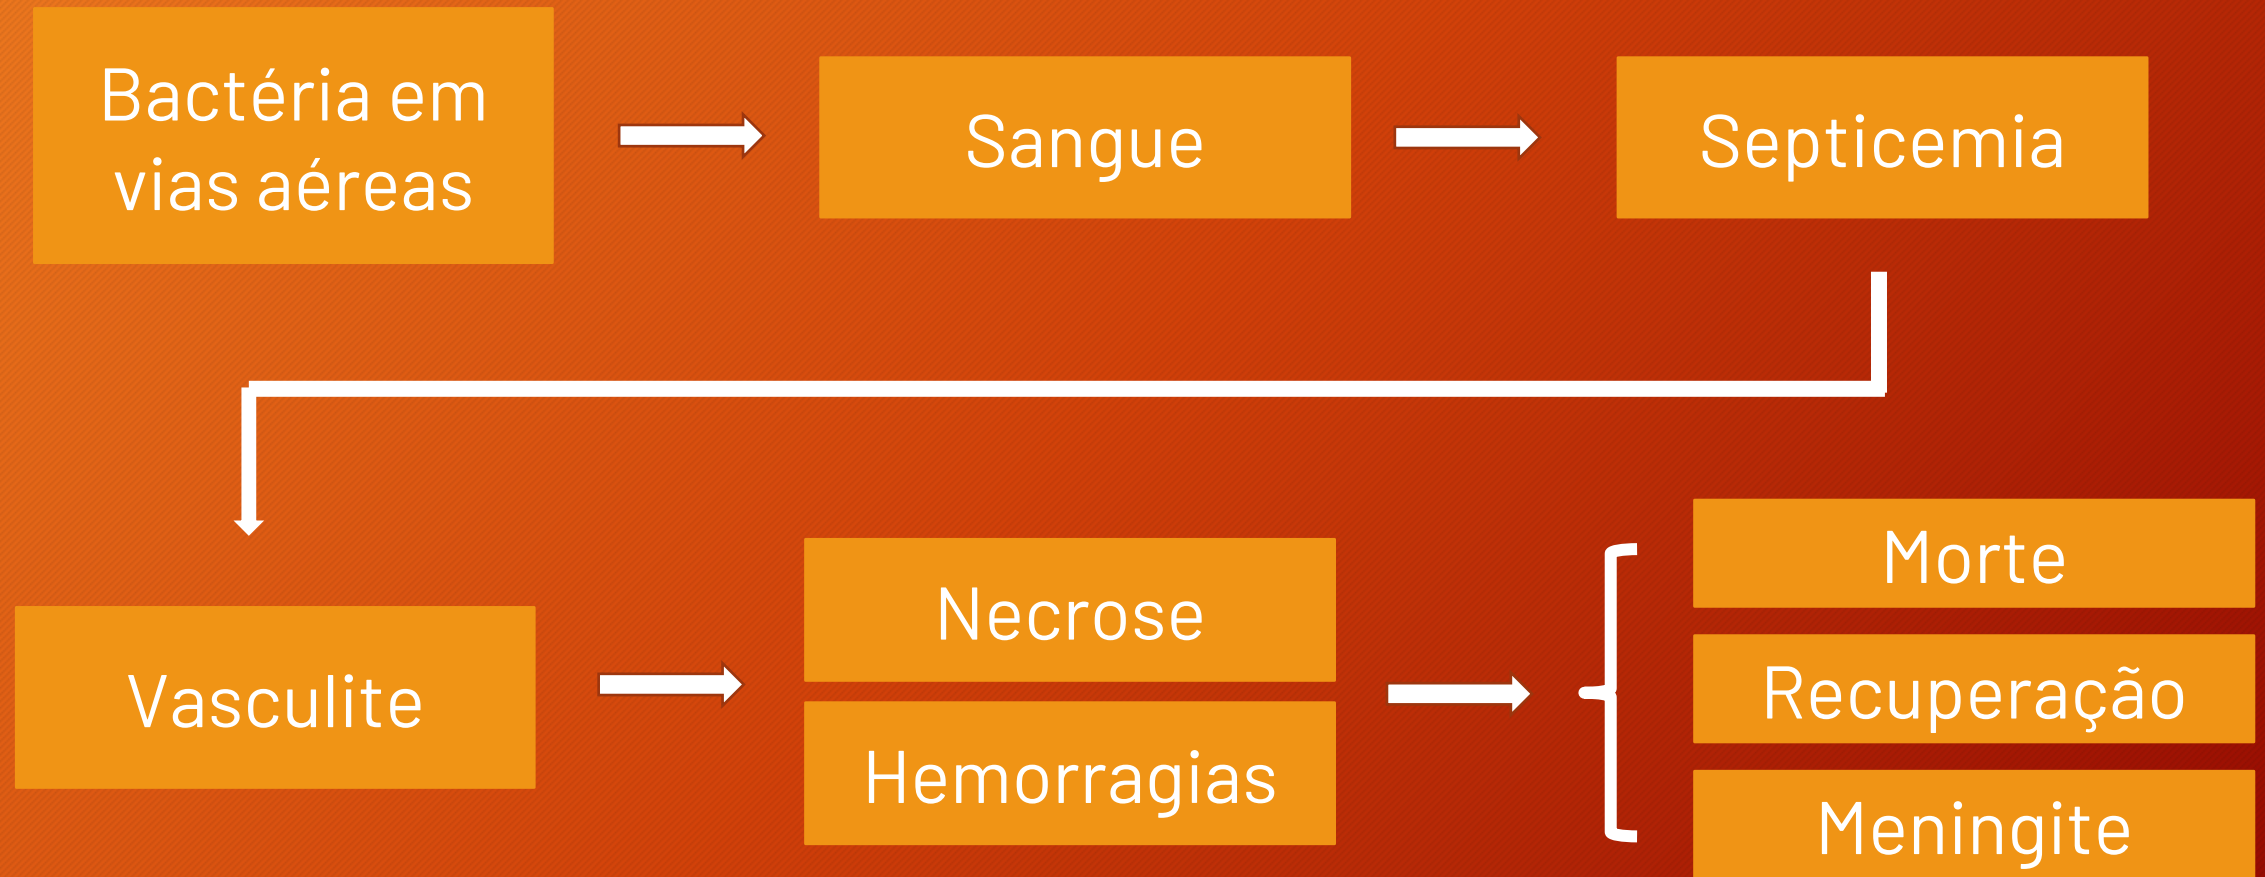 Bactéria em
vias aéreas
Sangue
Septicemia
Vasculite
Necrose
Hemorragias
Morte
Recuperação
Meningite